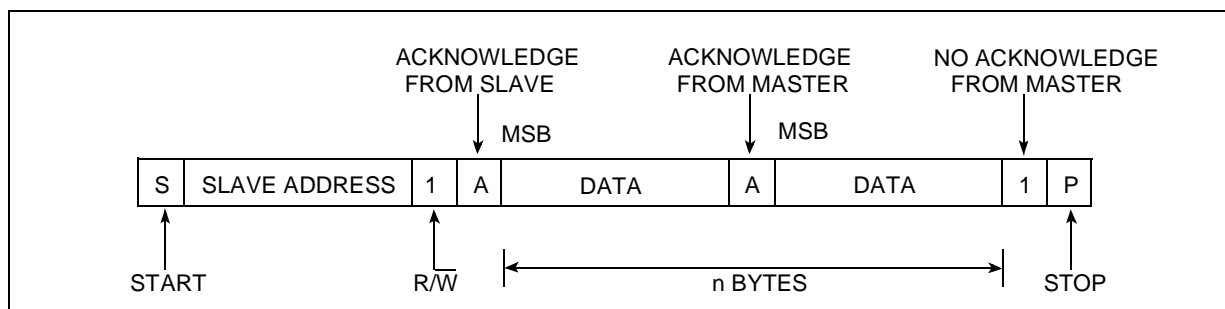 ACKNOWLEDGE FROM SLAVE
ACKNOWLEDGE FROM MASTER
NO ACKNOWLEDGE FROM MASTER
MSB
MSB
S SLAVE ADDRESS 1 A DATA A DATA 1 P
START R/W̅ n BYTES STOP